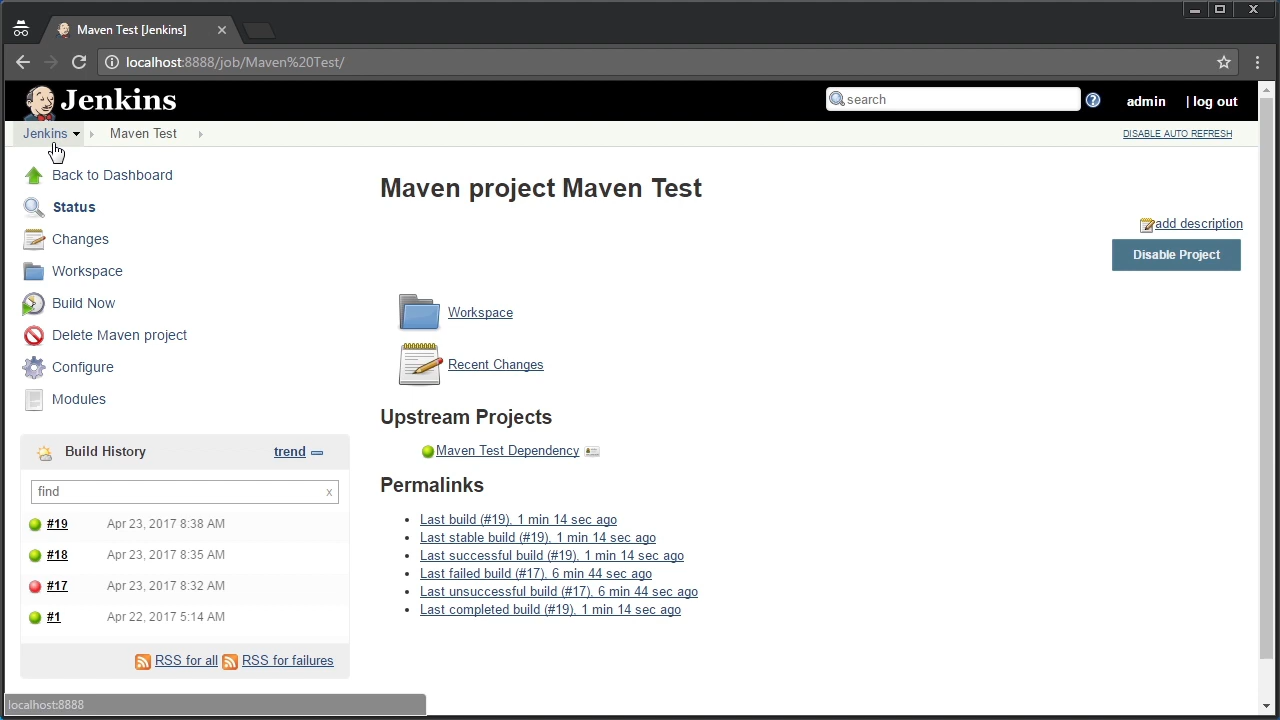 Maven Test [Jenkins]
localhost:8888/job/Maven%20Test/
Jenkins
search
admin | log out
Jenkins Maven Test
DISABLE AUTO REFRESH
Back to Dashboard
Status
Changes
Workspace
Build Now
Delete Maven project
Configure
Modules
Maven project Maven Test
add description
Disable Project
Workspace
Recent Changes
Upstream Projects
Maven Test Dependency
Permalinks
Last build (#19), 1 min 14 sec ago
Last stable build (#19), 1 min 14 sec ago
Last successful build (#19), 1 min 14 sec ago
Last failed build (#17), 6 min 44 sec ago
Last unsuccessful build (#17), 6 min 44 sec ago
Last completed build (#19), 1 min 14 sec ago
Build History trend
find x
#19 Apr 23, 2017 8:38 AM
#18 Apr 23, 2017 8:35 AM
#17 Apr 23, 2017 8:32 AM
#1 Apr 22, 2017 5:14 AM
RSS for all RSS for failures
localhost:8888